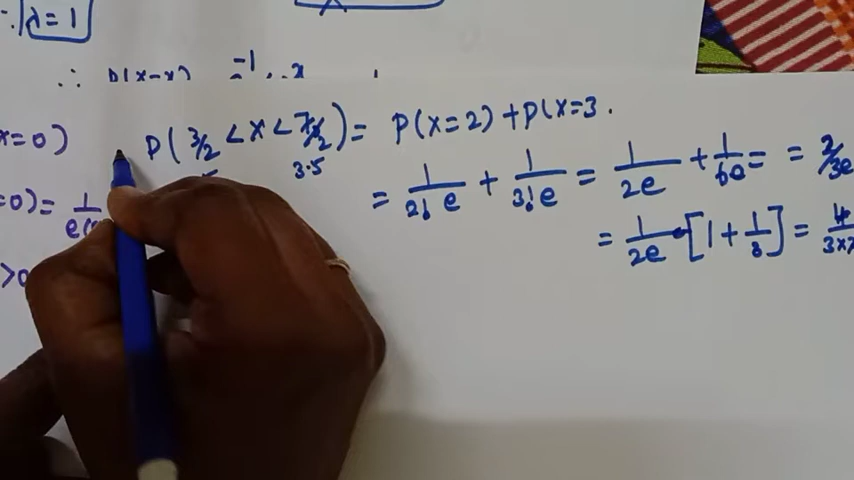 ∴ λ = 1
∴
x=0) P(3/2 < X < 7/2) = P(X=2) + P(X=3.
3.5
=0) = 1/e = 1/(2! e) + 1/(3! e) = 1/(2e) + 1/(6e) = = 2/3e
>0 = 1/(2e) [1 + 1/3] = 4/(3×2